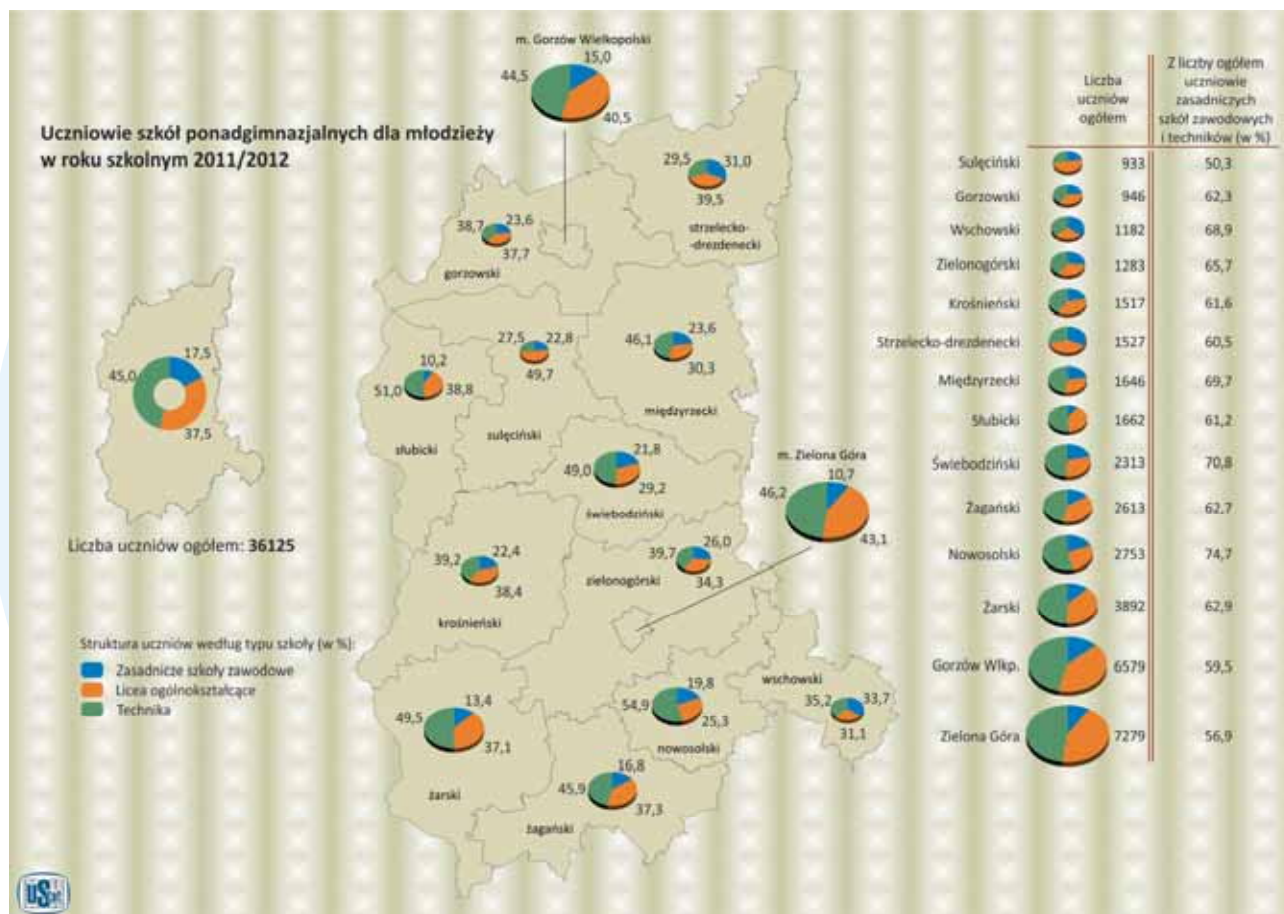 Uczniowie szkół ponadgimnazjalnych dla młodzieży
w roku szkolnym 2011/2012
m. Gorzów Wielkopolski
15,0
44,5
40,5
29,5
31,0
39,5
strzelecko-
-drezdenecki
38,7
23,6
37,7
gorzowski
17,5
45,0
37,5
Liczba uczniów ogółem: 36125
27,5
22,8
49,7
sulęciński
46,1
23,6
30,3
międzyrzecki
10,2
51,0
38,8
słubicki
21,8
49,0
29,2
świebodziński
m. Zielona Góra
10,7
46,2
43,1
39,2
22,4
38,4
krośnieński
26,0
39,7
34,3
zielonogórski
Struktura uczniów według typu szkoły (w %):
Zasadnicze szkoły zawodowe
Licea ogólnokształcące
Technika
13,4
49,5
37,1
żarski
19,8
54,9
25,3
nowosolski
wschowski
35,2
33,7
31,1
16,8
45,9
37,3
żagański
Liczba
uczniów
ogółem
Z liczby ogółem
uczniowie
zasadniczych
szkół zawodowych
i techników (w %)
Sulęciński 933 50,3
Gorzowski 946 62,3
Wschowski 1182 68,9
Zielonogórski 1283 65,7
Krośnieński 1517 61,6
Strzelecko-drezdenecki 1527 60,5
Międzyrzecki 1646 69,7
Słubicki 1662 61,2
Świebodziński 2313 70,8
Żagański 2613 62,7
Nowosolski 2753 74,7
Żarski 3892 62,9
Gorzów Wlkp. 6579 59,5
Zielona Góra 7279 56,9